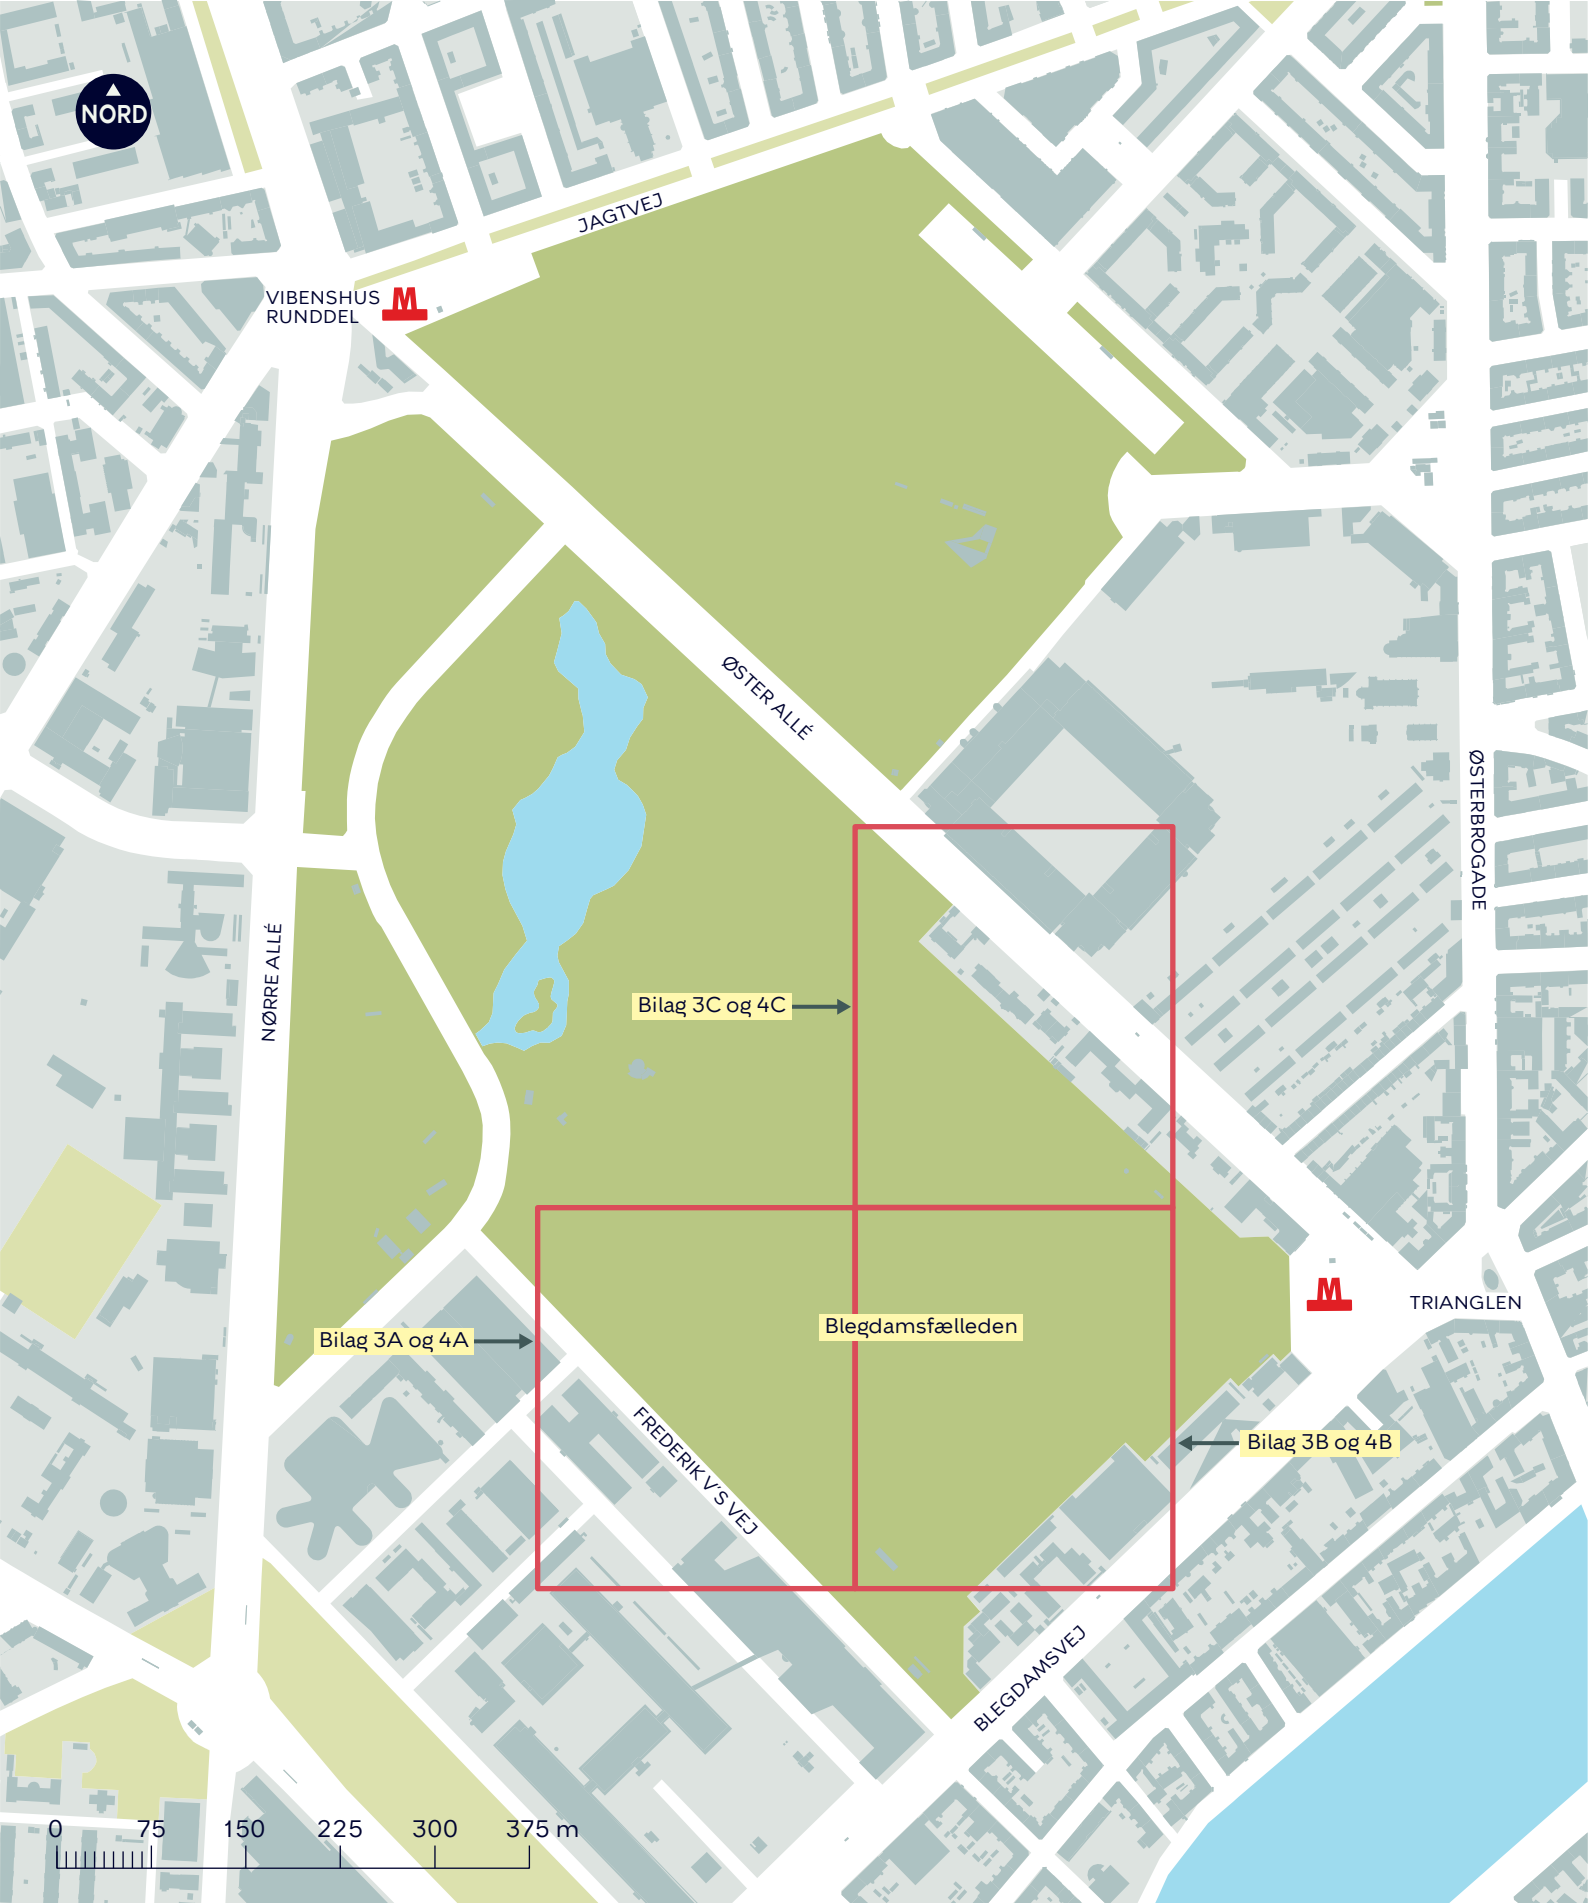 NORD
JAGTVEJ
VIBENSHUS
RUNDDEL
M
ØSTER ALLÉ
ØSTERBROGADE
NØRRE ALLÉ
Bilag 3C og 4C
M
TRIANGLEN
Blegdamsfælleden
Bilag 3A og 4A
FREDERIK V'S VEJ
Bilag 3B og 4B
BLEGDAMSVEJ
0 75 150 225 300 375 m